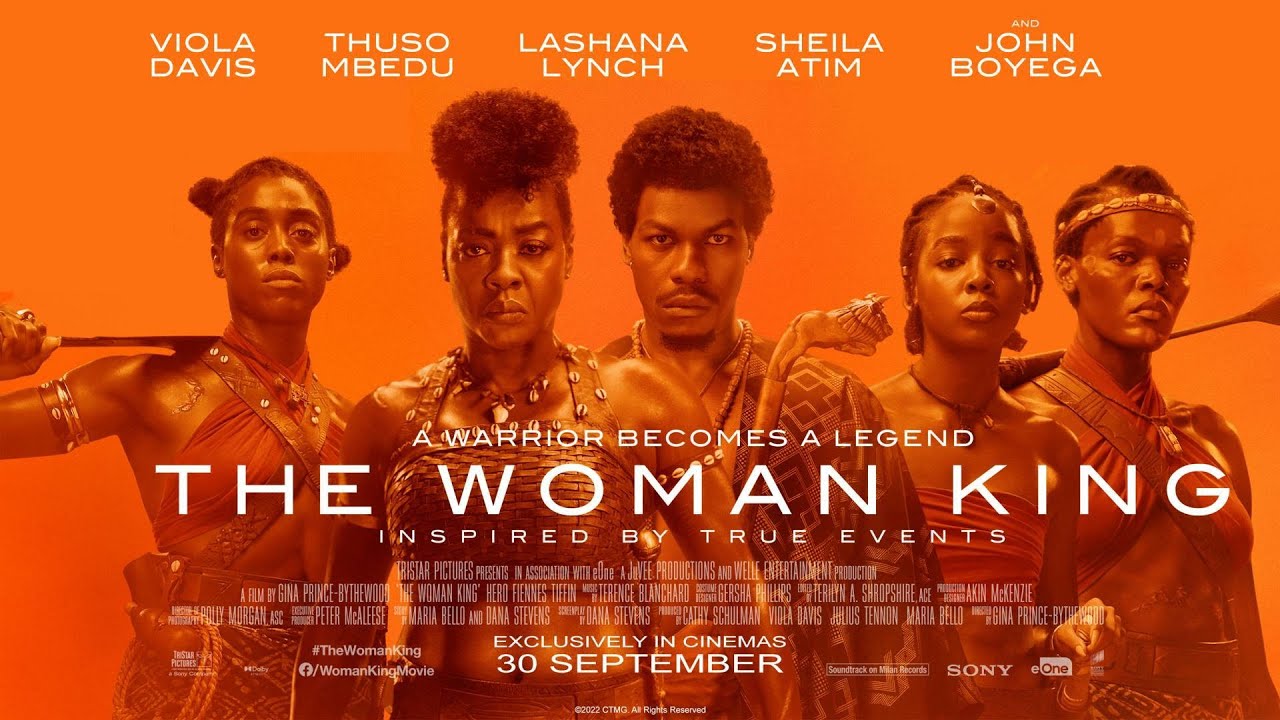 VIOLA DAVIS
THUSO MBEDU
LASHANA LYNCH
SHEILA ATIM
AND JOHN BOYEGA
A WARRIOR BECOMES A LEGEND
THE WOMAN KING
INSPIRED BY TRUE EVENTS
TRISTAR PICTURES PRESENTS IN ASSOCIATION WITH eOne A JuVEE PRODUCTIONS AND WELLE ENTERTAINMENT PRODUCTION
A FILM BY GINA PRINCE-BYTHEWOOD "THE WOMAN KING" HERO FIENNES TIFFIN MUSIC BY TERENCE BLANCHARD COSTUME DESIGNER GERSHA PHILLIPS EDITED BY TERILYN A. SHROPSHIRE, ACE PRODUCTION DESIGNER AKIN McKENZIE
DIRECTOR OF PHOTOGRAPHY POLLY MORGAN, ASC EXECUTIVE PRODUCER PETER McALEESE STORY BY MARIA BELLO AND DANA STEVENS SCREENPLAY BY DANA STEVENS PRODUCED BY CATHY SCHULMAN VIOLA DAVIS JULIUS TENNON MARIA BELLO DIRECTED BY GINA PRINCE-BYTHEWOOD
EXCLUSIVELY IN CINEMAS
30 SEPTEMBER
#TheWomanKing
/WomanKingMovie
TRISTAR PICTURES
a Sony Company
Dolby
Soundtrack on Milan Records
SONY
eOne
©2022 CTMG. All Rights Reserved